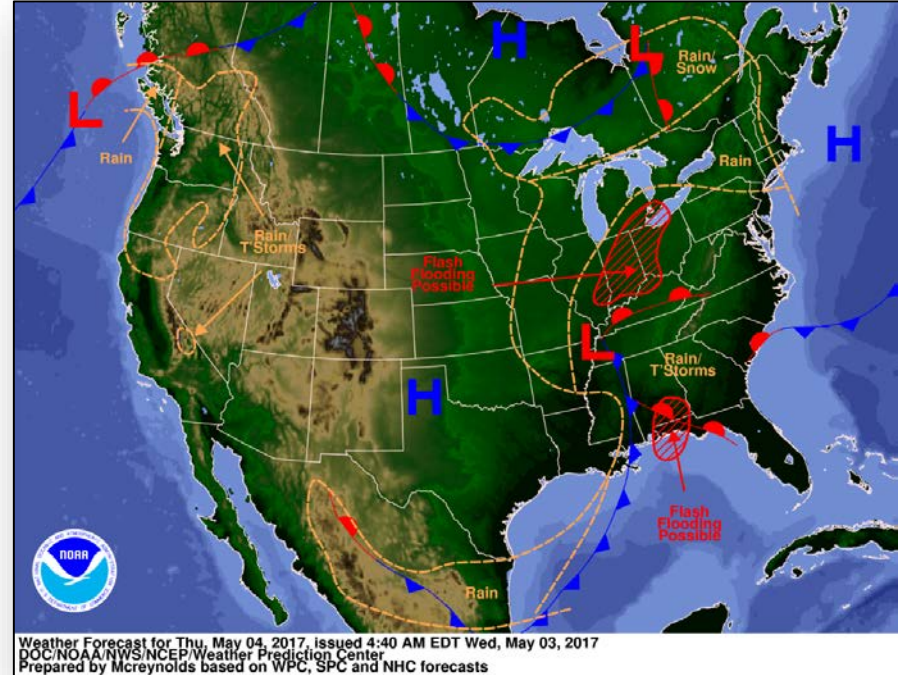 H
L
Rain/
Snow
L
H
Rain
Rain
Rain/
T'Storms
Flash
Flooding
Possible
L
Rain/
T'Storms
H
Flash
Flooding
Possible
Rain
NOAA
Weather Forecast for Thu, May 04, 2017, issued 4:40 AM EDT Wed, May 03, 2017
DOC/NOAA/NWS/NCEP/Weather Prediction Center
Prepared by Mcreynolds based on WPC, SPC and NHC forecasts